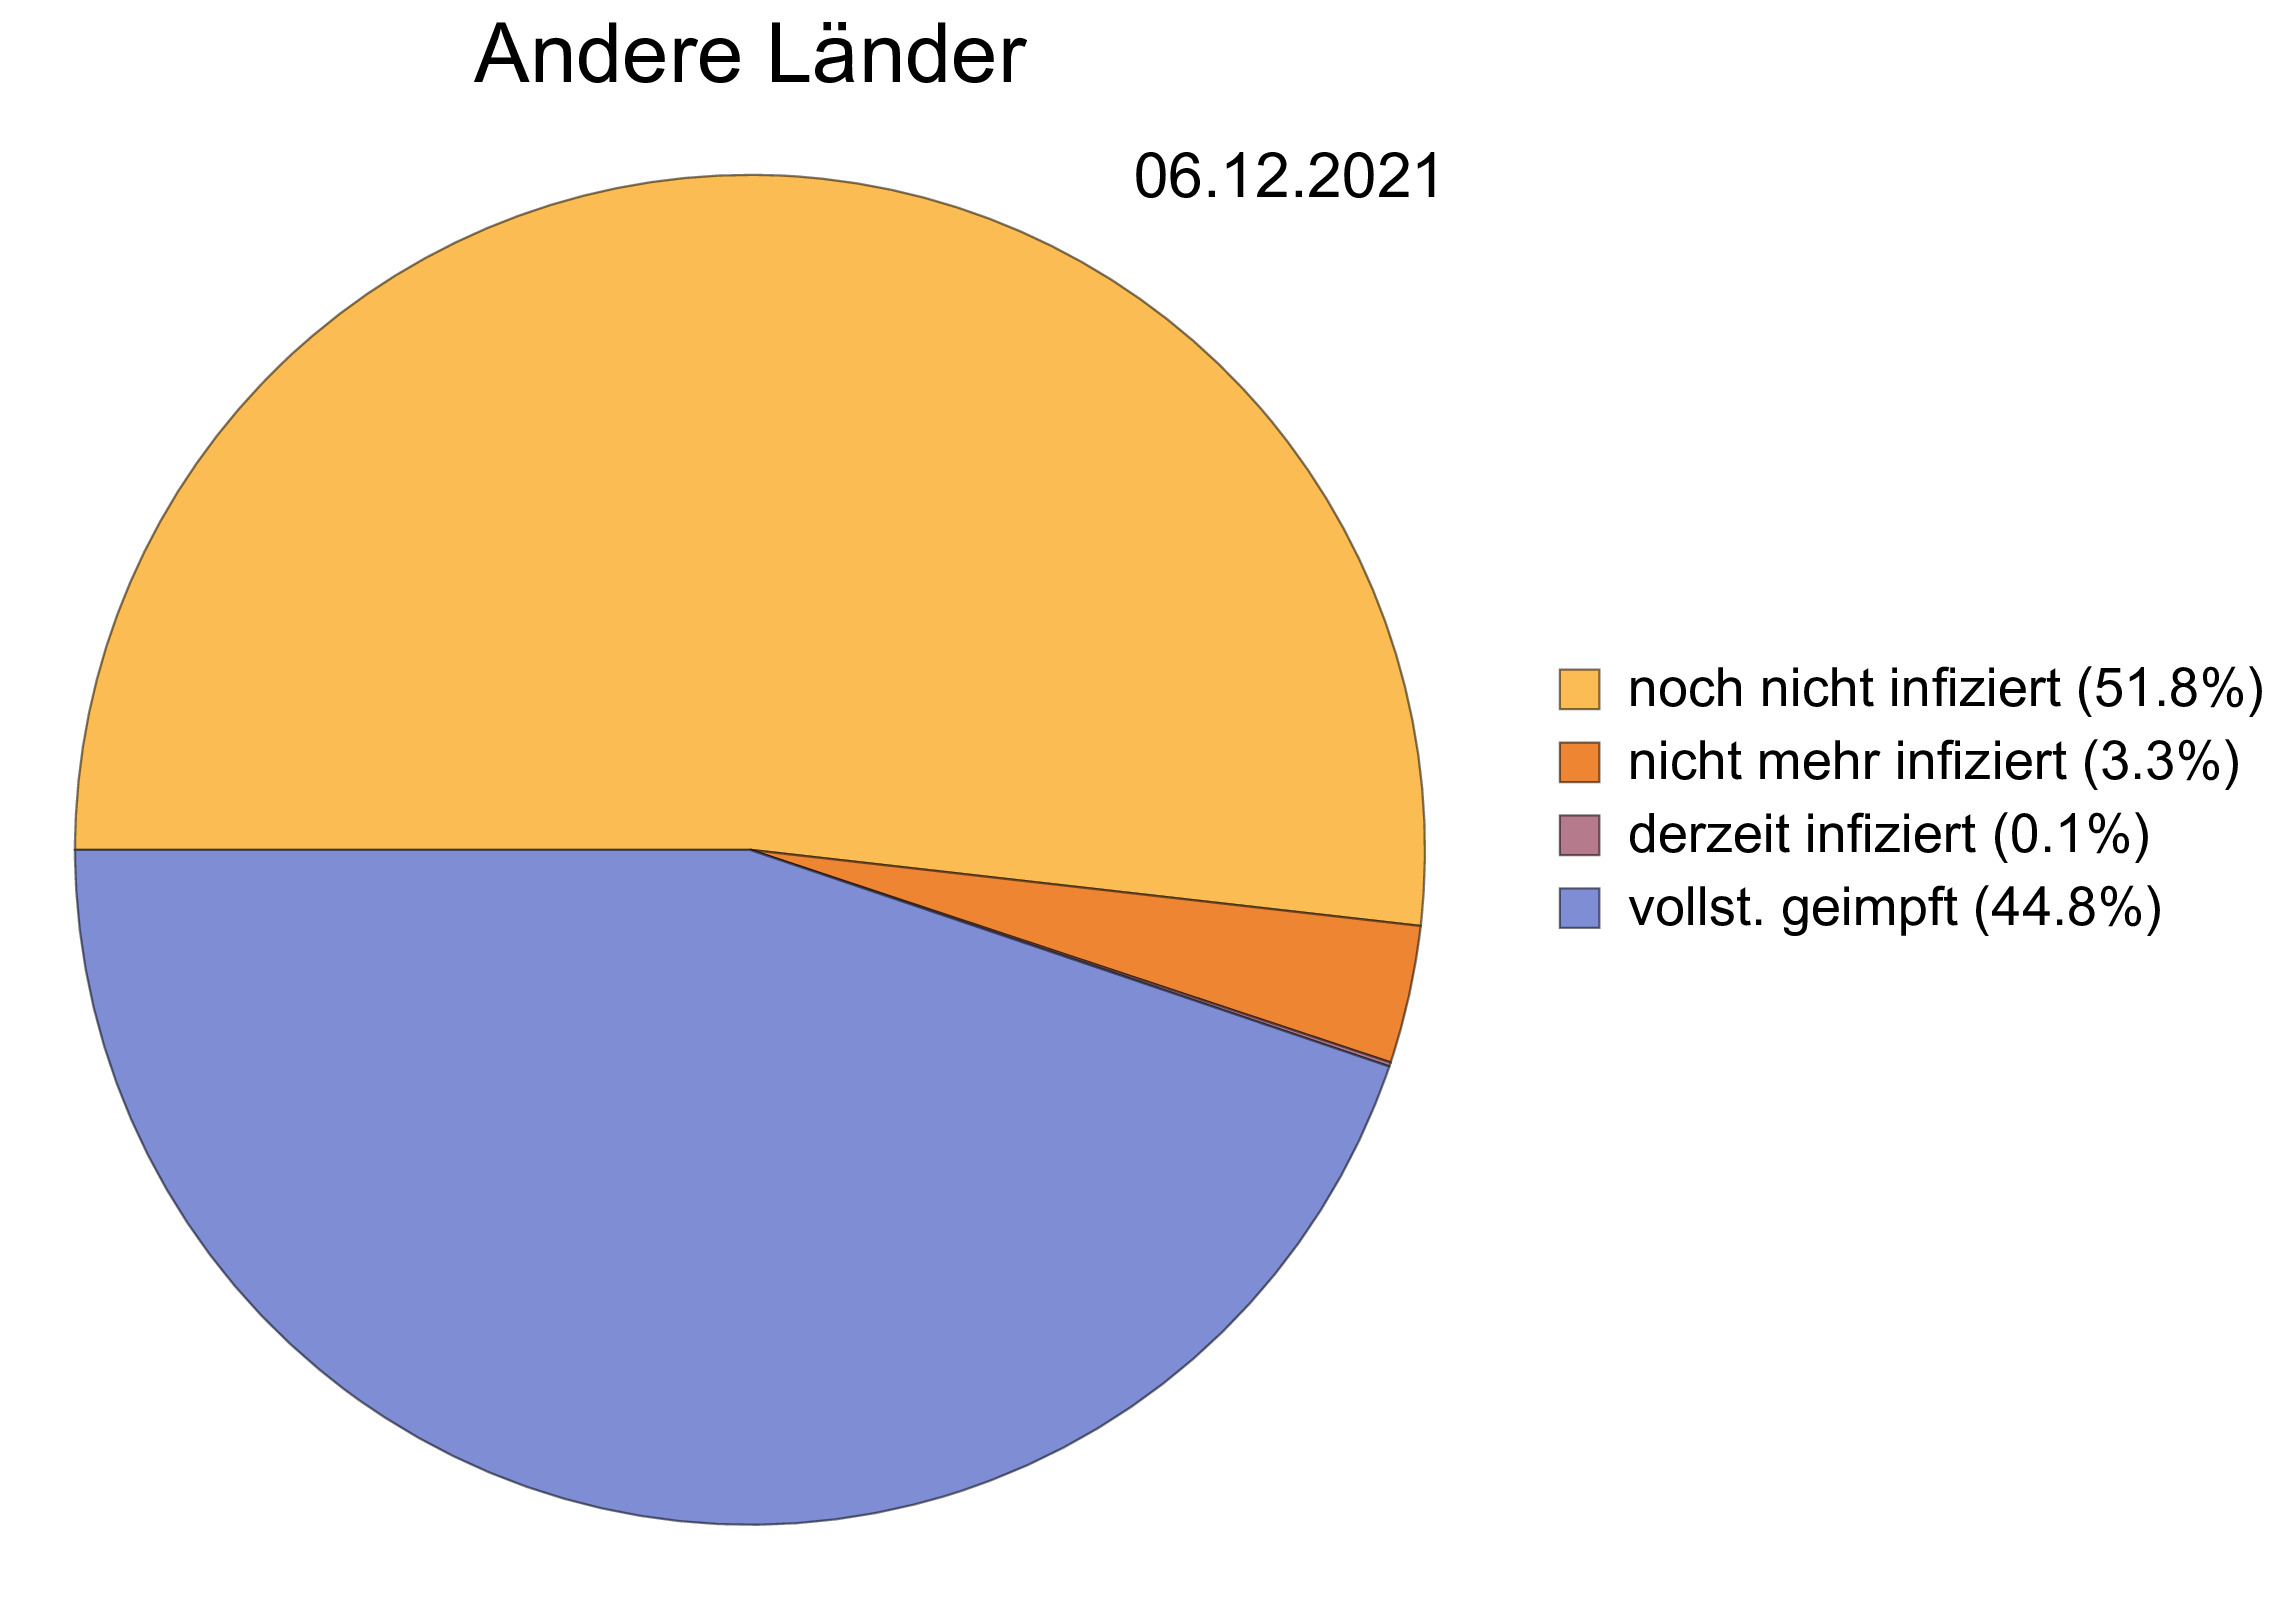 Andere Länder
06.12.2021
noch nicht infiziert (51.8%)
nicht mehr infiziert (3.3%)
derzeit infiziert (0.1%)
vollst. geimpft (44.8%)